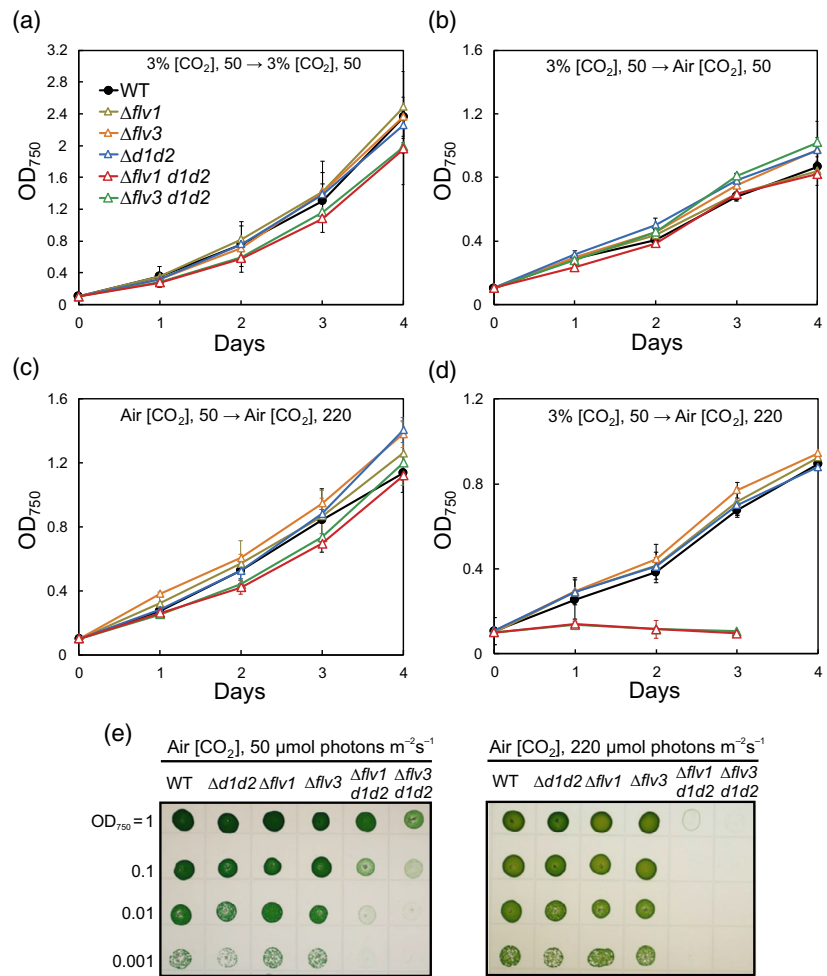 (a)
3% [CO₂], 50 → 3% [CO₂], 50
WT
Δflv1
Δflv3
Δd1d2
Δflv1 d1d2
Δflv3 d1d2
OD₇₅₀
3.2
2.8
2.4
2
1.6
1.2
0.8
0.4
0
0 1 2 3 4
Days
(b)
3% [CO₂], 50 → Air [CO₂], 50
OD₇₅₀
1.6
1.2
0.8
0.4
0
0 1 2 3 4
Days
(c)
Air [CO₂], 50 → Air [CO₂], 220
OD₇₅₀
1.6
1.2
0.8
0.4
0
0 1 2 3 4
Days
(d)
3% [CO₂], 50 → Air [CO₂], 220
OD₇₅₀
1.2
0.8
0.4
0
0 1 2 3 4
Days
(e)
Air [CO₂], 50 μmol photons m⁻²s⁻¹
WT Δd1d2 Δflv1 Δflv3 Δflv1 Δflv3
d1d2 d1d2
OD₇₅₀ = 1
0.1
0.01
0.001
Air [CO₂], 220 μmol photons m⁻²s⁻¹
WT Δd1d2 Δflv1 Δflv3 Δflv1 Δflv3
d1d2 d1d2